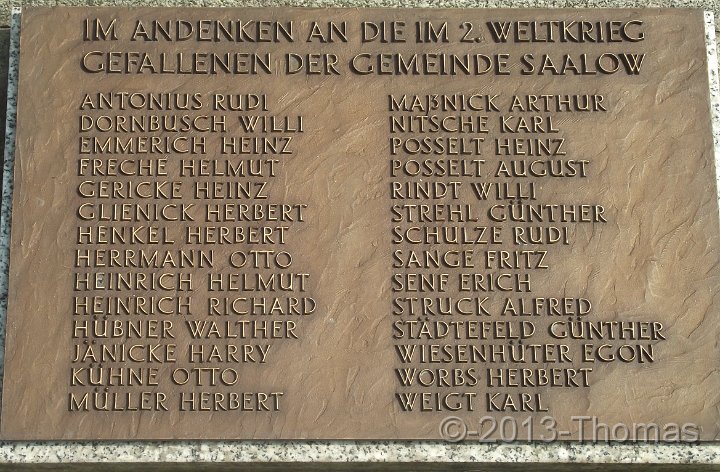 IM ANDENKEN AN DIE IM 2. WELTKRIEG
GEFALLENEN DER GEMEINDE SAALOW
ANTONIUS RUDI
DORNBUSCH WILLI
EMMERICH HEINZ
FRECHE HELMUT
GERICKE HEINZ
GLIENICK HERBERT
HENKEL HERBERT
HERRMANN OTTO
HEINRICH HELMUT
HEINRICH RICHARD
HÜBNER WALTHER
JÄNICKE HARRY
KÜHNE OTTO
MÜLLER HERBERT
MAßNICK ARTHUR
NITSCHE KARL
POSSELT HEINZ
POSSELT AUGUST
RINDT WILLI
STREHL GÜNTHER
SCHULZE RUDI
SANGE FRITZ
SENF ERICH
STRUCK ALFRED
STÄDTEFELD GÜNTHER
WIESENHÜTER EGON
WORBS HERBERT
WEIGT KARL
©-2013-Thomas